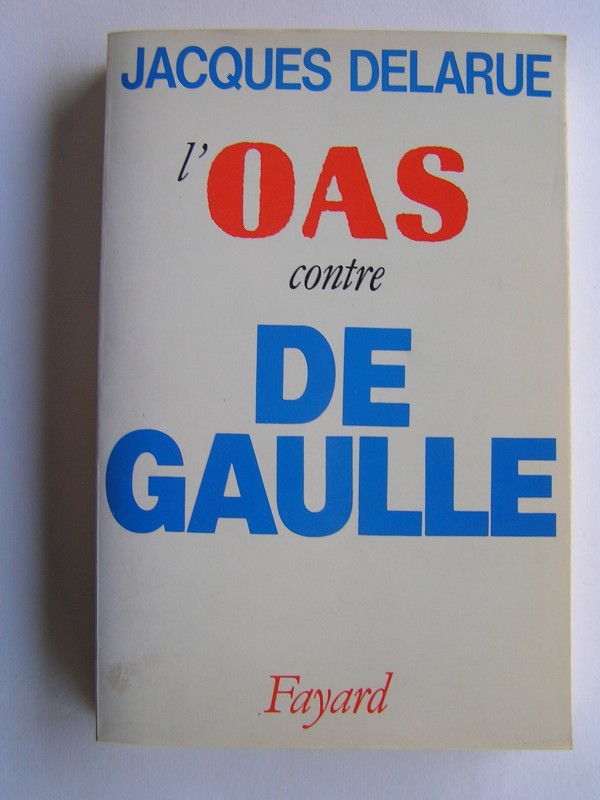 JACQUES DELARUE
l'OAS
contre
DE
GAULLE
Fayard